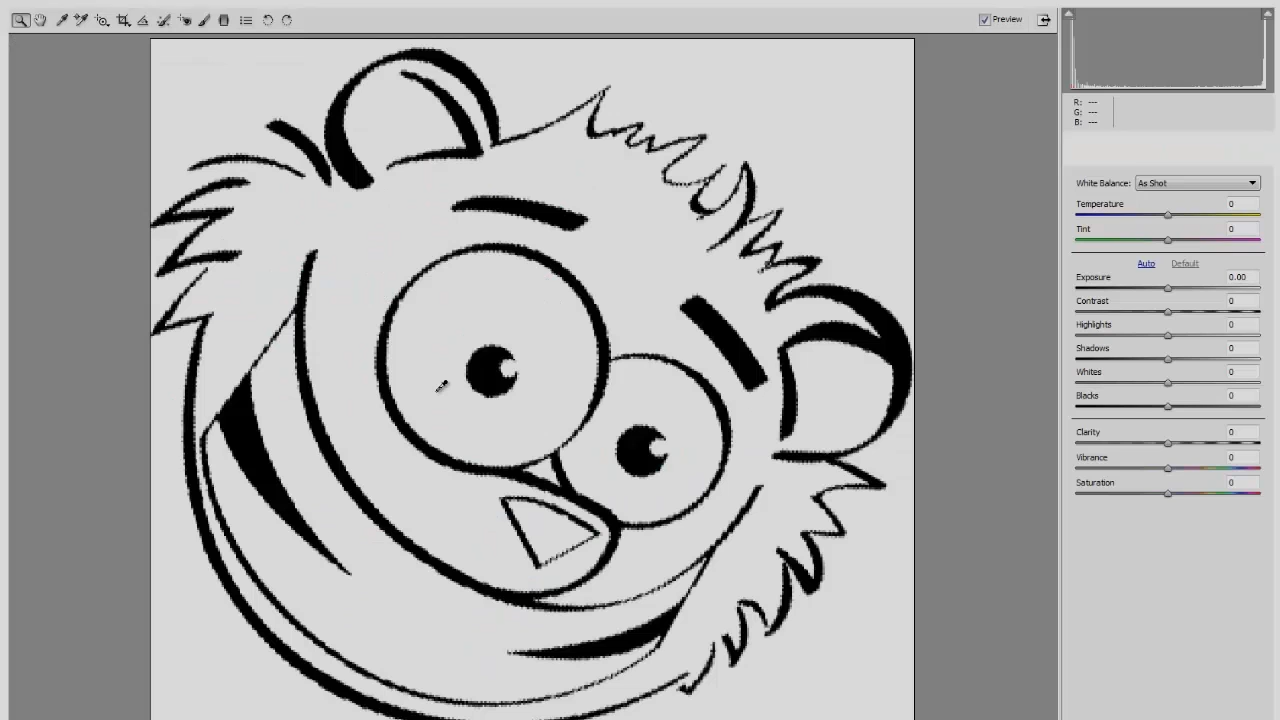 Preview
R: ---
G: ---
B: ---
White Balance: As Shot
Temperature 0
Tint 0
Auto Default
Exposure 0.00
Contrast 0
Highlights 0
Shadows 0
Whites 0
Blacks 0
Clarity 0
Vibrance 0
Saturation 0